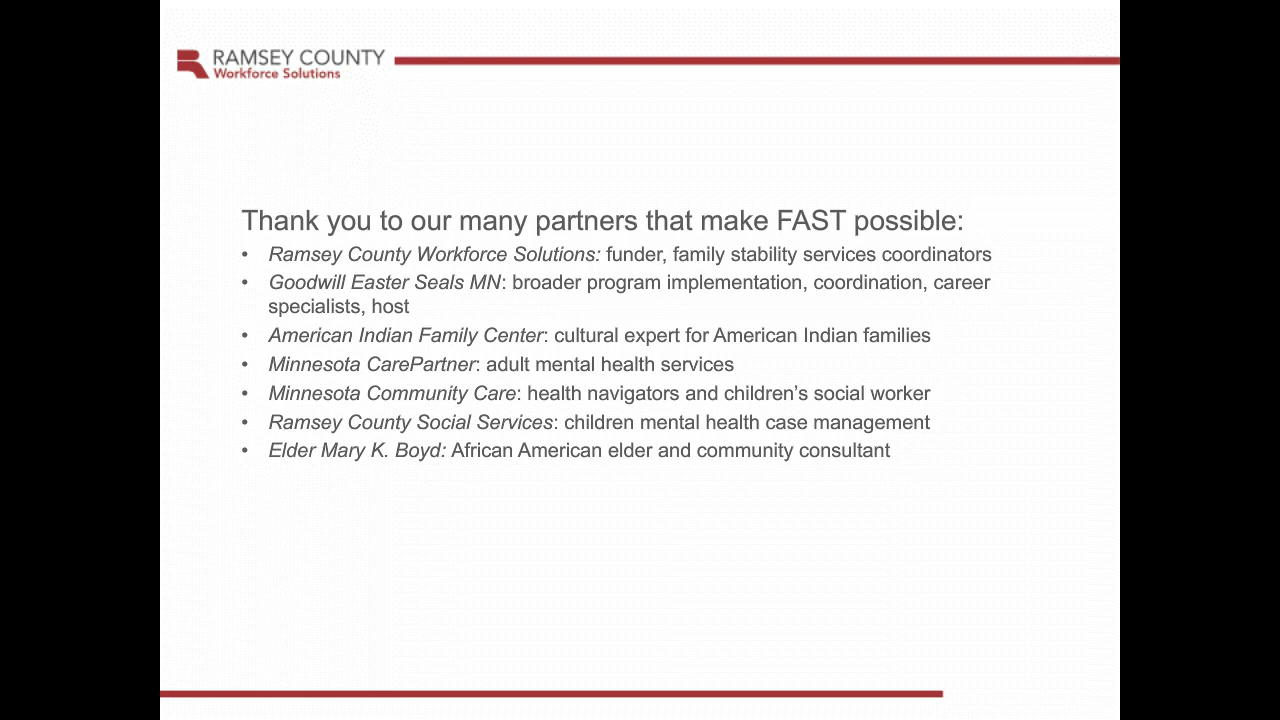 RAMSEY COUNTY
Workforce Solutions
Thank you to our many partners that make FAST possible:
• Ramsey County Workforce Solutions: funder, family stability services coordinators
• Goodwill Easter Seals MN: broader program implementation, coordination, career
specialists, host
• American Indian Family Center: cultural expert for American Indian families
• Minnesota CarePartner: adult mental health services
• Minnesota Community Care: health navigators and children’s social worker
• Ramsey County Social Services: children mental health case management
• Elder Mary K. Boyd: African American elder and community consultant